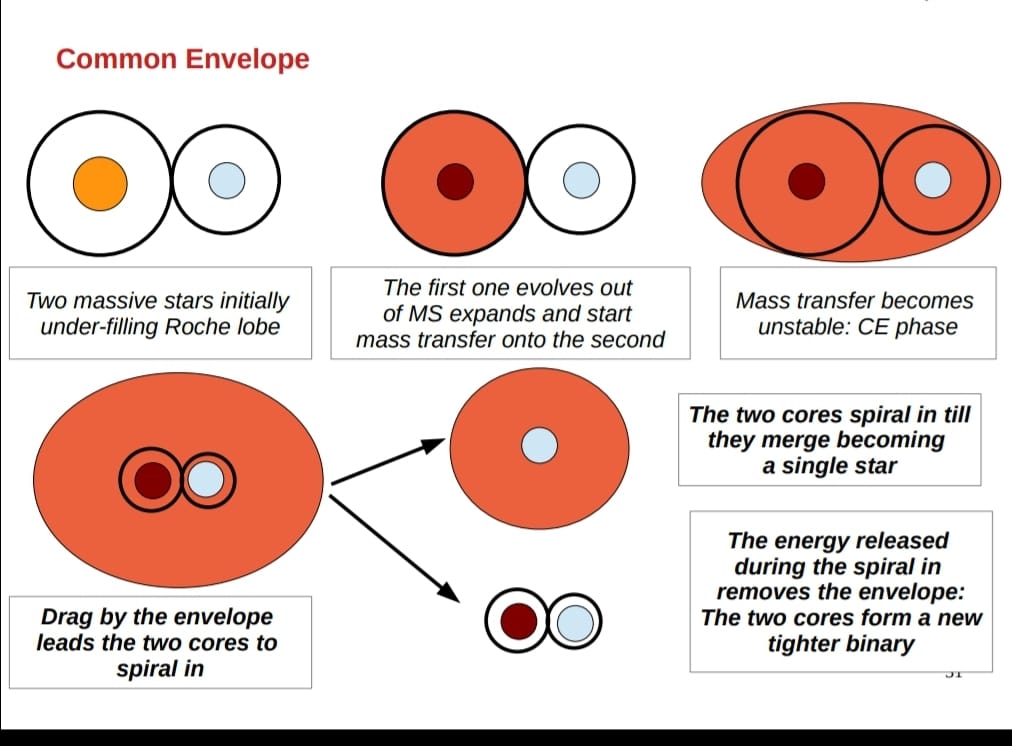 Common Envelope
Two massive stars initially
under-filling Roche lobe
The first one evolves out
of MS expands and start
mass transfer onto the second
Mass transfer becomes
unstable: CE phase
Drag by the envelope
leads the two cores to
spiral in
The two cores spiral in till
they merge becoming
a single star
The energy released
during the spiral in
removes the envelope:
The two cores form a new
tighter binary